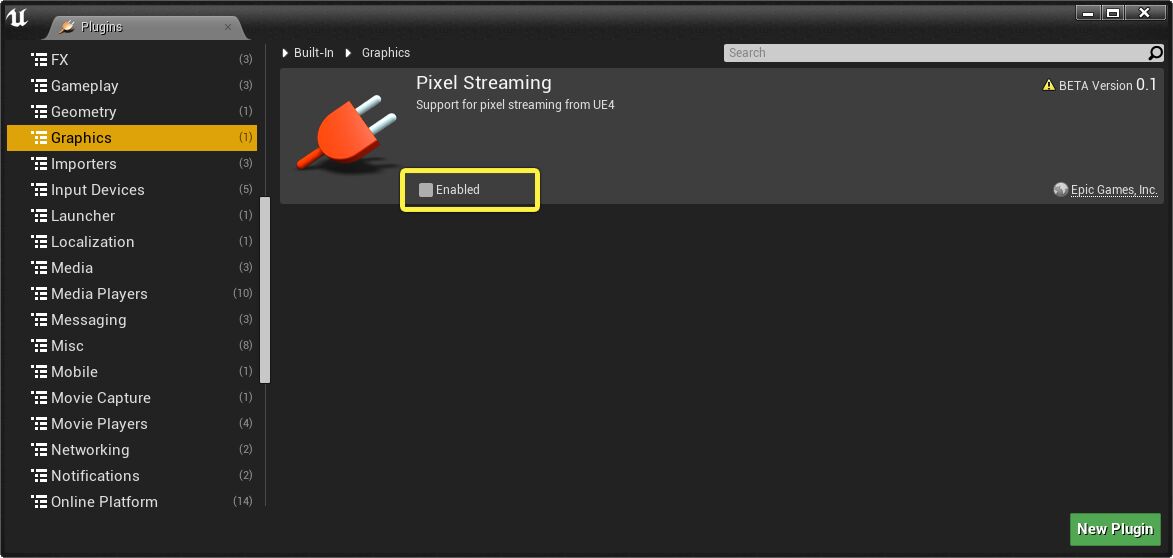 Plugins
FX (3)
Gameplay (3)
Geometry (1)
Graphics (1)
Importers (3)
Input Devices (5)
Launcher (1)
Localization (1)
Media (3)
Media Players (10)
Messaging (3)
Misc (8)
Mobile (1)
Movie Capture (1)
Movie Players (4)
Networking (2)
Notifications (2)
Online Platform (14)
Built-In Graphics
Search
Pixel Streaming
BETA Version 0.1
Support for pixel streaming from UE4
Enabled
Epic Games, Inc.
New Plugin